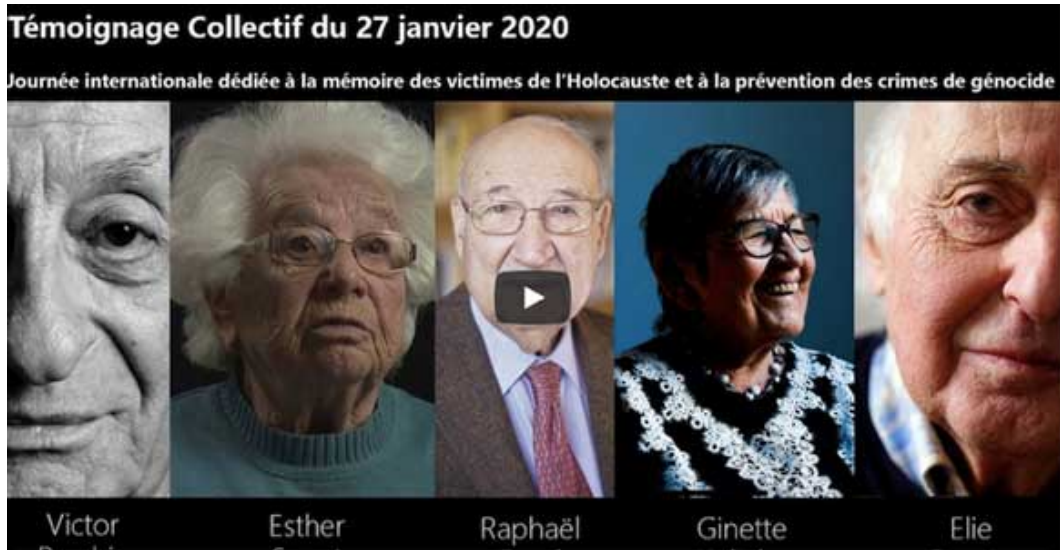 Témoignage Collectif du 27 janvier 2020
Journée internationale dédiée à la mémoire des victimes de l'Holocauste et à la prévention des crimes de génocide
Victor
Esther
Raphaël
Ginette
Elie